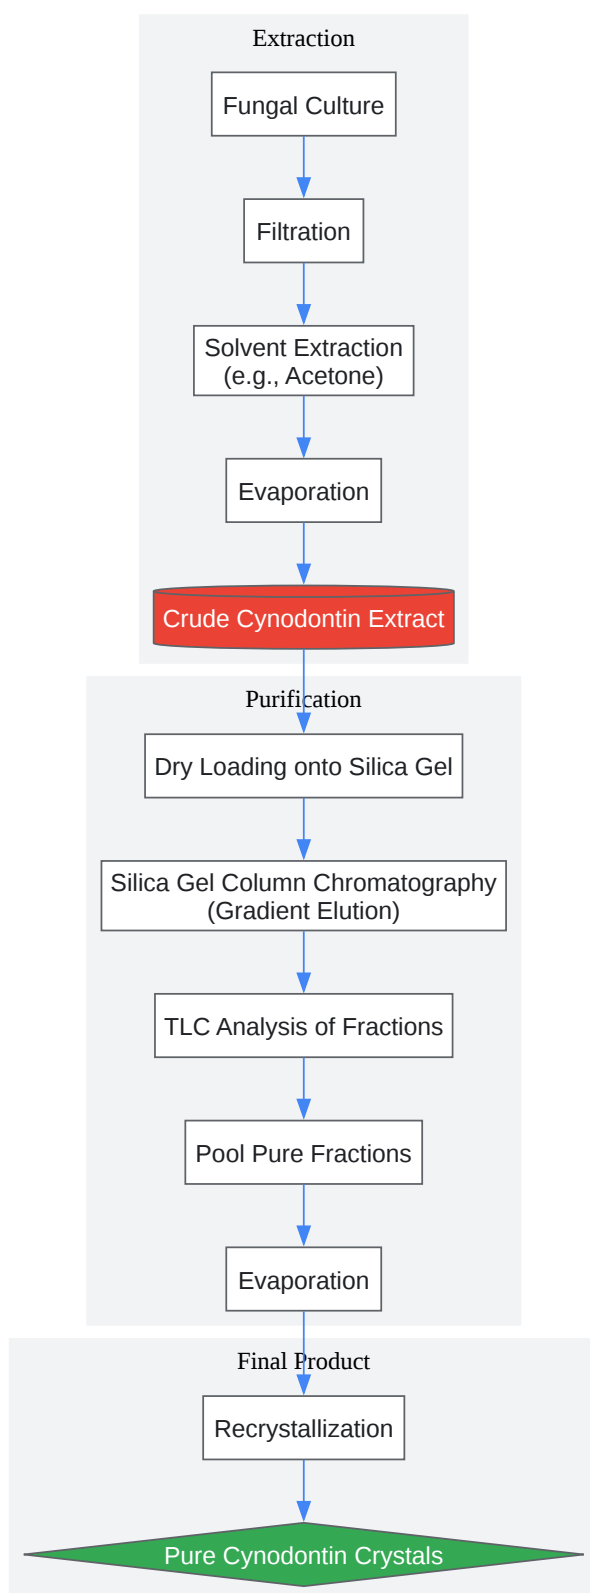 Extraction
Fungal Culture
Filtration
Solvent Extraction
(e.g., Acetone)
Evaporation
Crude Cynodontin Extract
Purification
Dry Loading onto Silica Gel
Silica Gel Column Chromatography
(Gradient Elution)
TLC Analysis of Fractions
Pool Pure Fractions
Evaporation
Final Product
Recrystallization
Pure Cynodontin Crystals